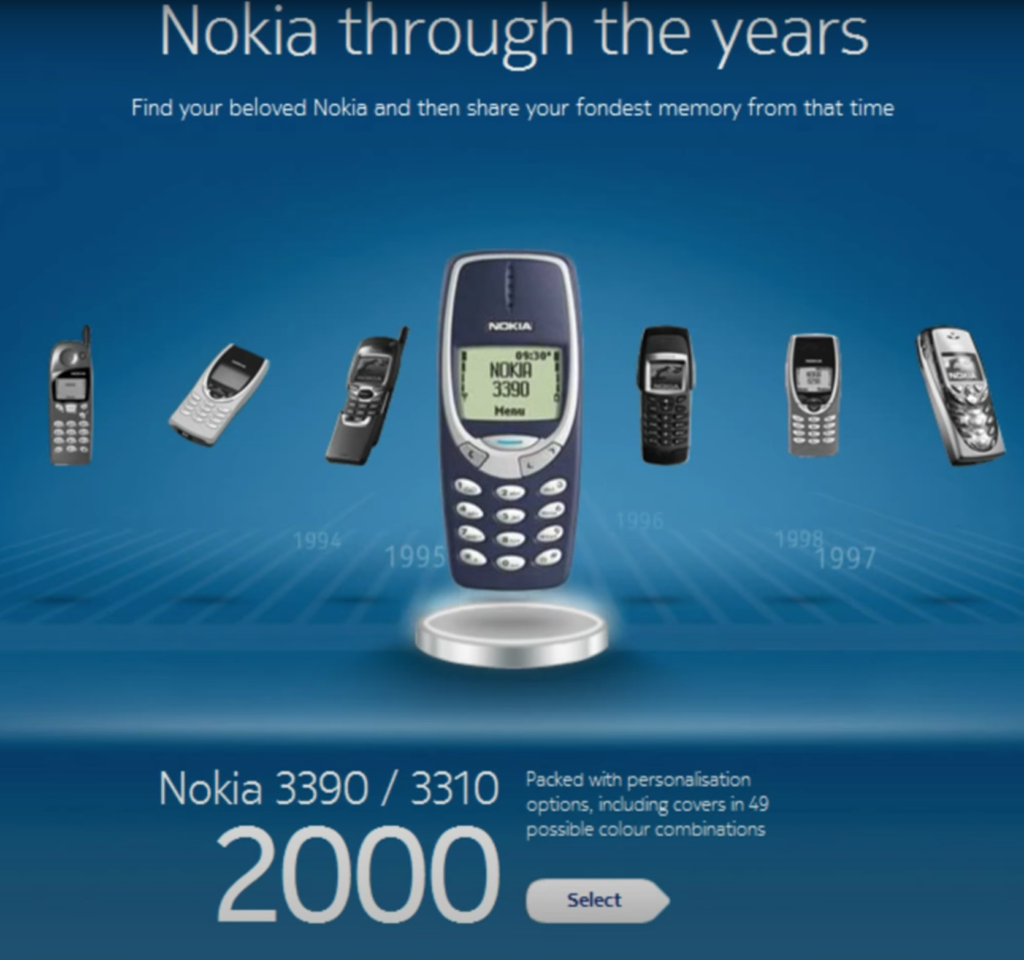 Nokia through the years
Find your beloved Nokia and then share your fondest memory from that time
NOKIA
09:30
NOKIA
3390
Menu
1994
1995
1996
1998
1997
Nokia 3390 / 3310
2000
Packed with personalisation
options, including covers in 49
possible colour combinations
Select